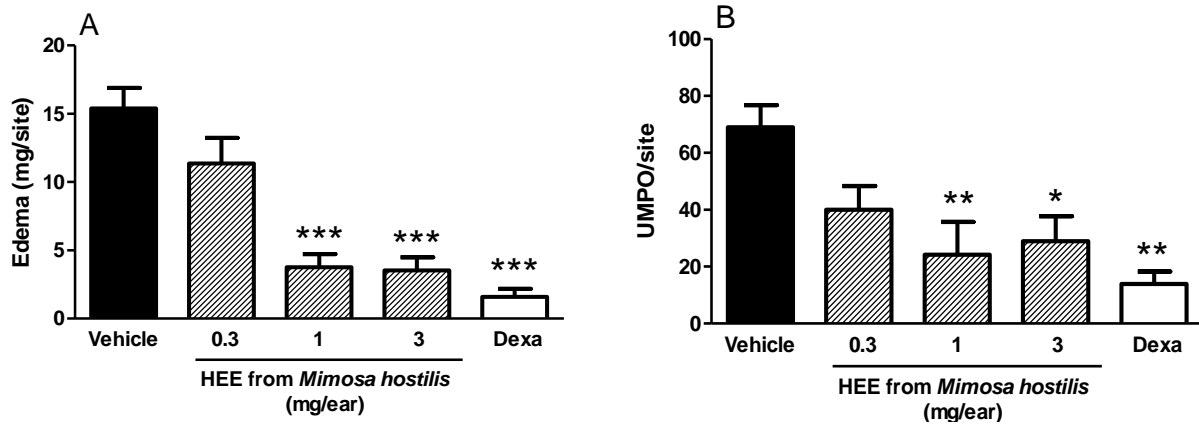 A
Edema (mg/site)
20
15
10
5
0
***
***
***
Vehicle
0.3
1
3
Dexa
HEE from Mimosa hostilis
(mg/ear)
B
UMPO/site
100
80
60
40
20
0
**
*
**
Vehicle
0.3
1
3
Dexa
HEE from Mimosa hostilis
(mg/ear)